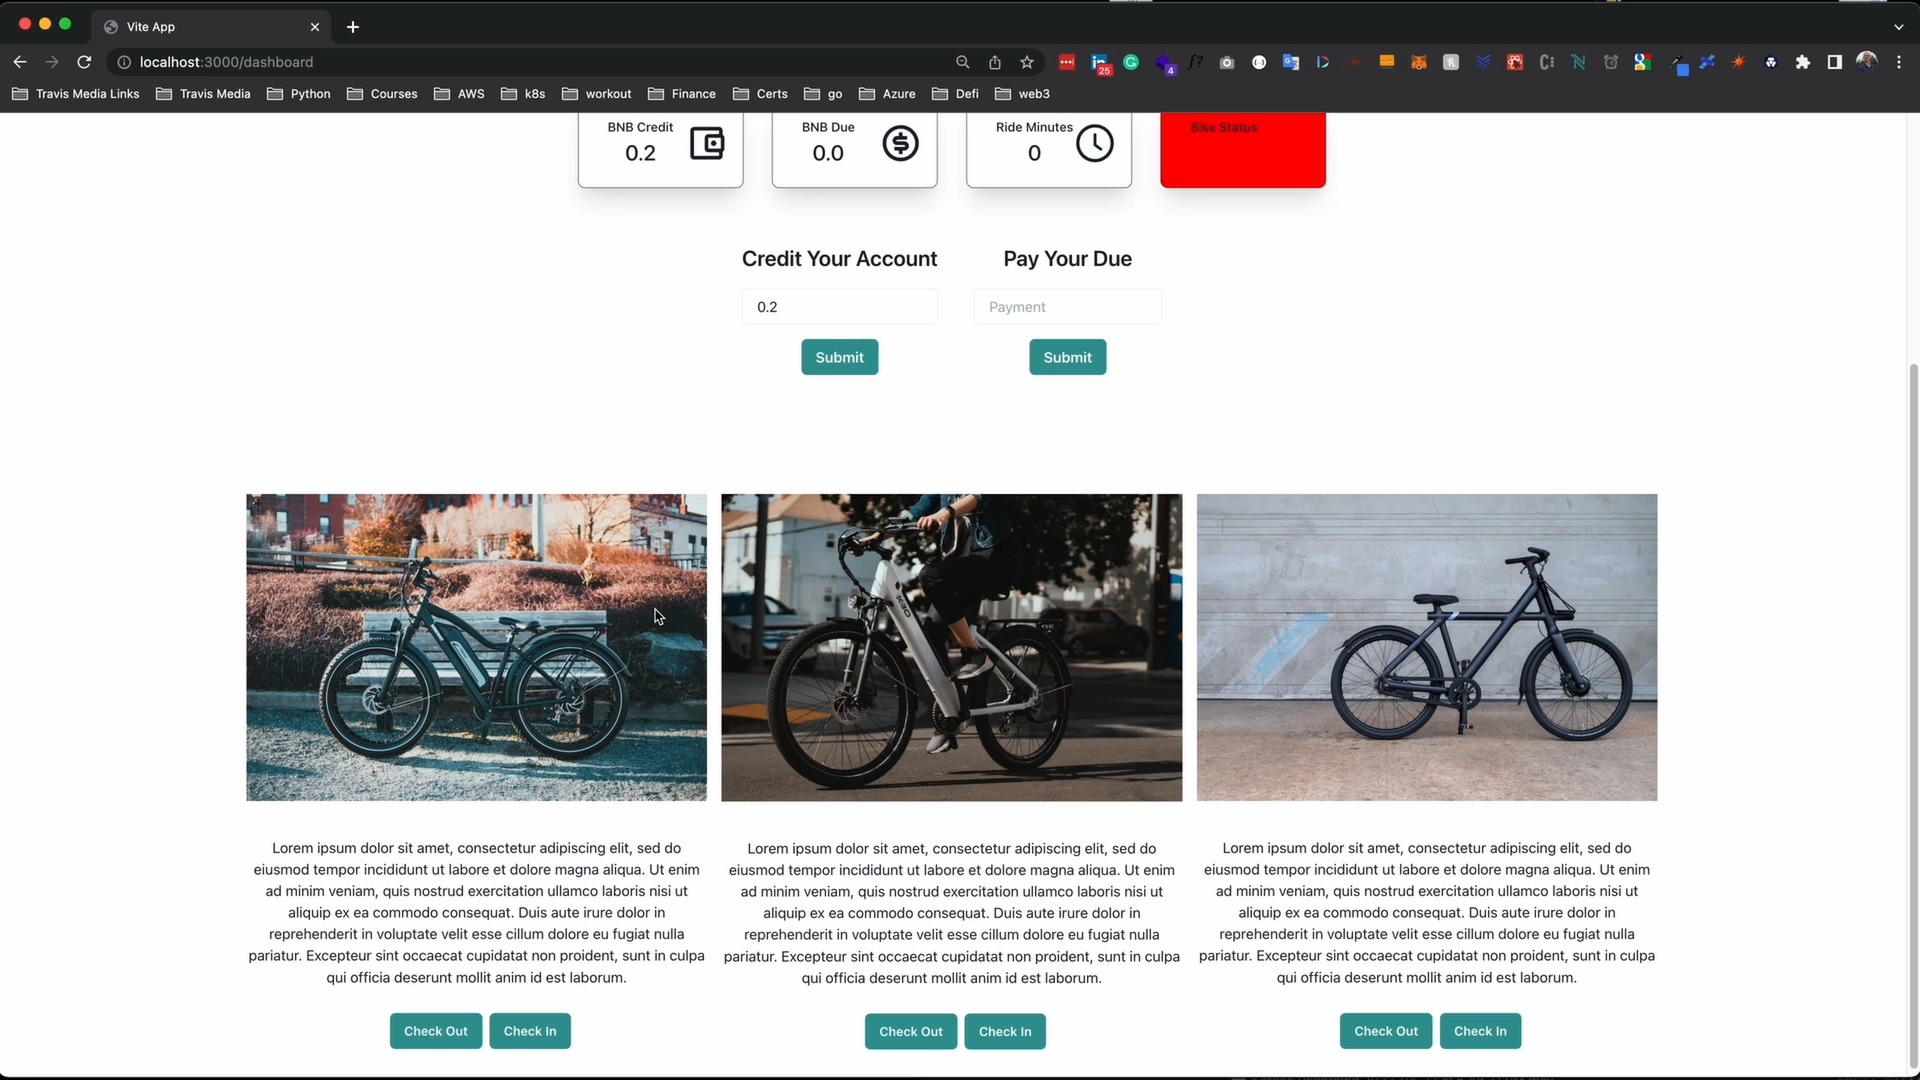 Vite App
localhost:3000/dashboard
25
4
Travis Media Links
Travis Media
Python
Courses
AWS
k8s
workout
Finance
Certs
go
Azure
Defi
web3
BNB Credit
0.2
BNB Due
0.0
Ride Minutes
0
Bike Status
Credit Your Account
0.2
Submit
Pay Your Due
Payment
Submit
Lorem ipsum dolor sit amet, consectetur adipiscing elit, sed do
eiusmod tempor incididunt ut labore et dolore magna aliqua. Ut enim
ad minim veniam, quis nostrud exercitation ullamco laboris nisi ut
aliquip ex ea commodo consequat. Duis aute irure dolor in
reprehenderit in voluptate velit esse cillum dolore eu fugiat nulla
pariatur. Excepteur sint occaecat cupidatat non proident, sunt in culpa
qui officia deserunt mollit anim id est laborum.
Check Out
Check In
Lorem ipsum dolor sit amet, consectetur adipiscing elit, sed do
eiusmod tempor incididunt ut labore et dolore magna aliqua. Ut enim
ad minim veniam, quis nostrud exercitation ullamco laboris nisi ut
aliquip ex ea commodo consequat. Duis aute irure dolor in
reprehenderit in voluptate velit esse cillum dolore eu fugiat nulla
pariatur. Excepteur sint occaecat cupidatat non proident, sunt in culpa
qui officia deserunt mollit anim id est laborum.
Check Out
Check In
Lorem ipsum dolor sit amet, consectetur adipiscing elit, sed do
eiusmod tempor incididunt ut labore et dolore magna aliqua. Ut enim
ad minim veniam, quis nostrud exercitation ullamco laboris nisi ut
aliquip ex ea commodo consequat. Duis aute irure dolor in
reprehenderit in voluptate velit esse cillum dolore eu fugiat nulla
pariatur. Excepteur sint occaecat cupidatat non proident, sunt in culpa
qui officia deserunt mollit anim id est laborum.
Check Out
Check In